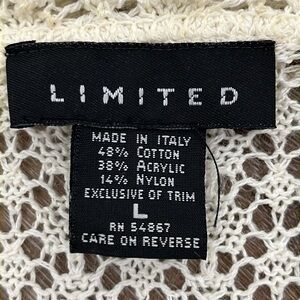 LIMITED
MADE IN ITALY
48% COTTON
38% ACRYLIC
14% NYLON
EXCLUSIVE OF TRIM
L
RN 54867
CARE ON REVERSE